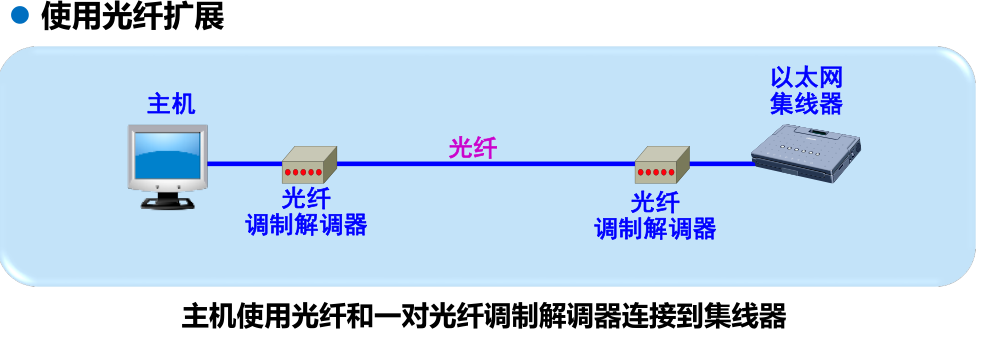 使用光纤扩展
以太网
集线器
主机
光纤
光纤
调制解调器
光纤
调制解调器
主机使用光纤和一对光纤调制解调器连接到集线器